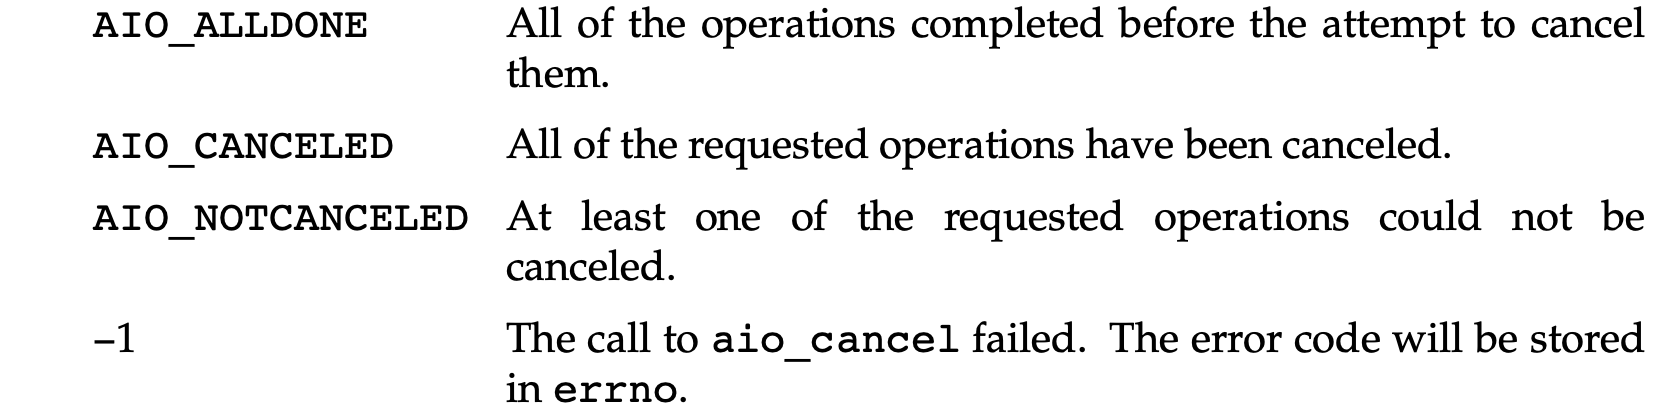 AIO_ALLDONE All of the operations completed before the attempt to cancel
them.
AIO_CANCELED All of the requested operations have been canceled.
AIO_NOTCANCELED At least one of the requested operations could not be
canceled.
–1 The call to aio_cancel failed. The error code will be stored
in errno.